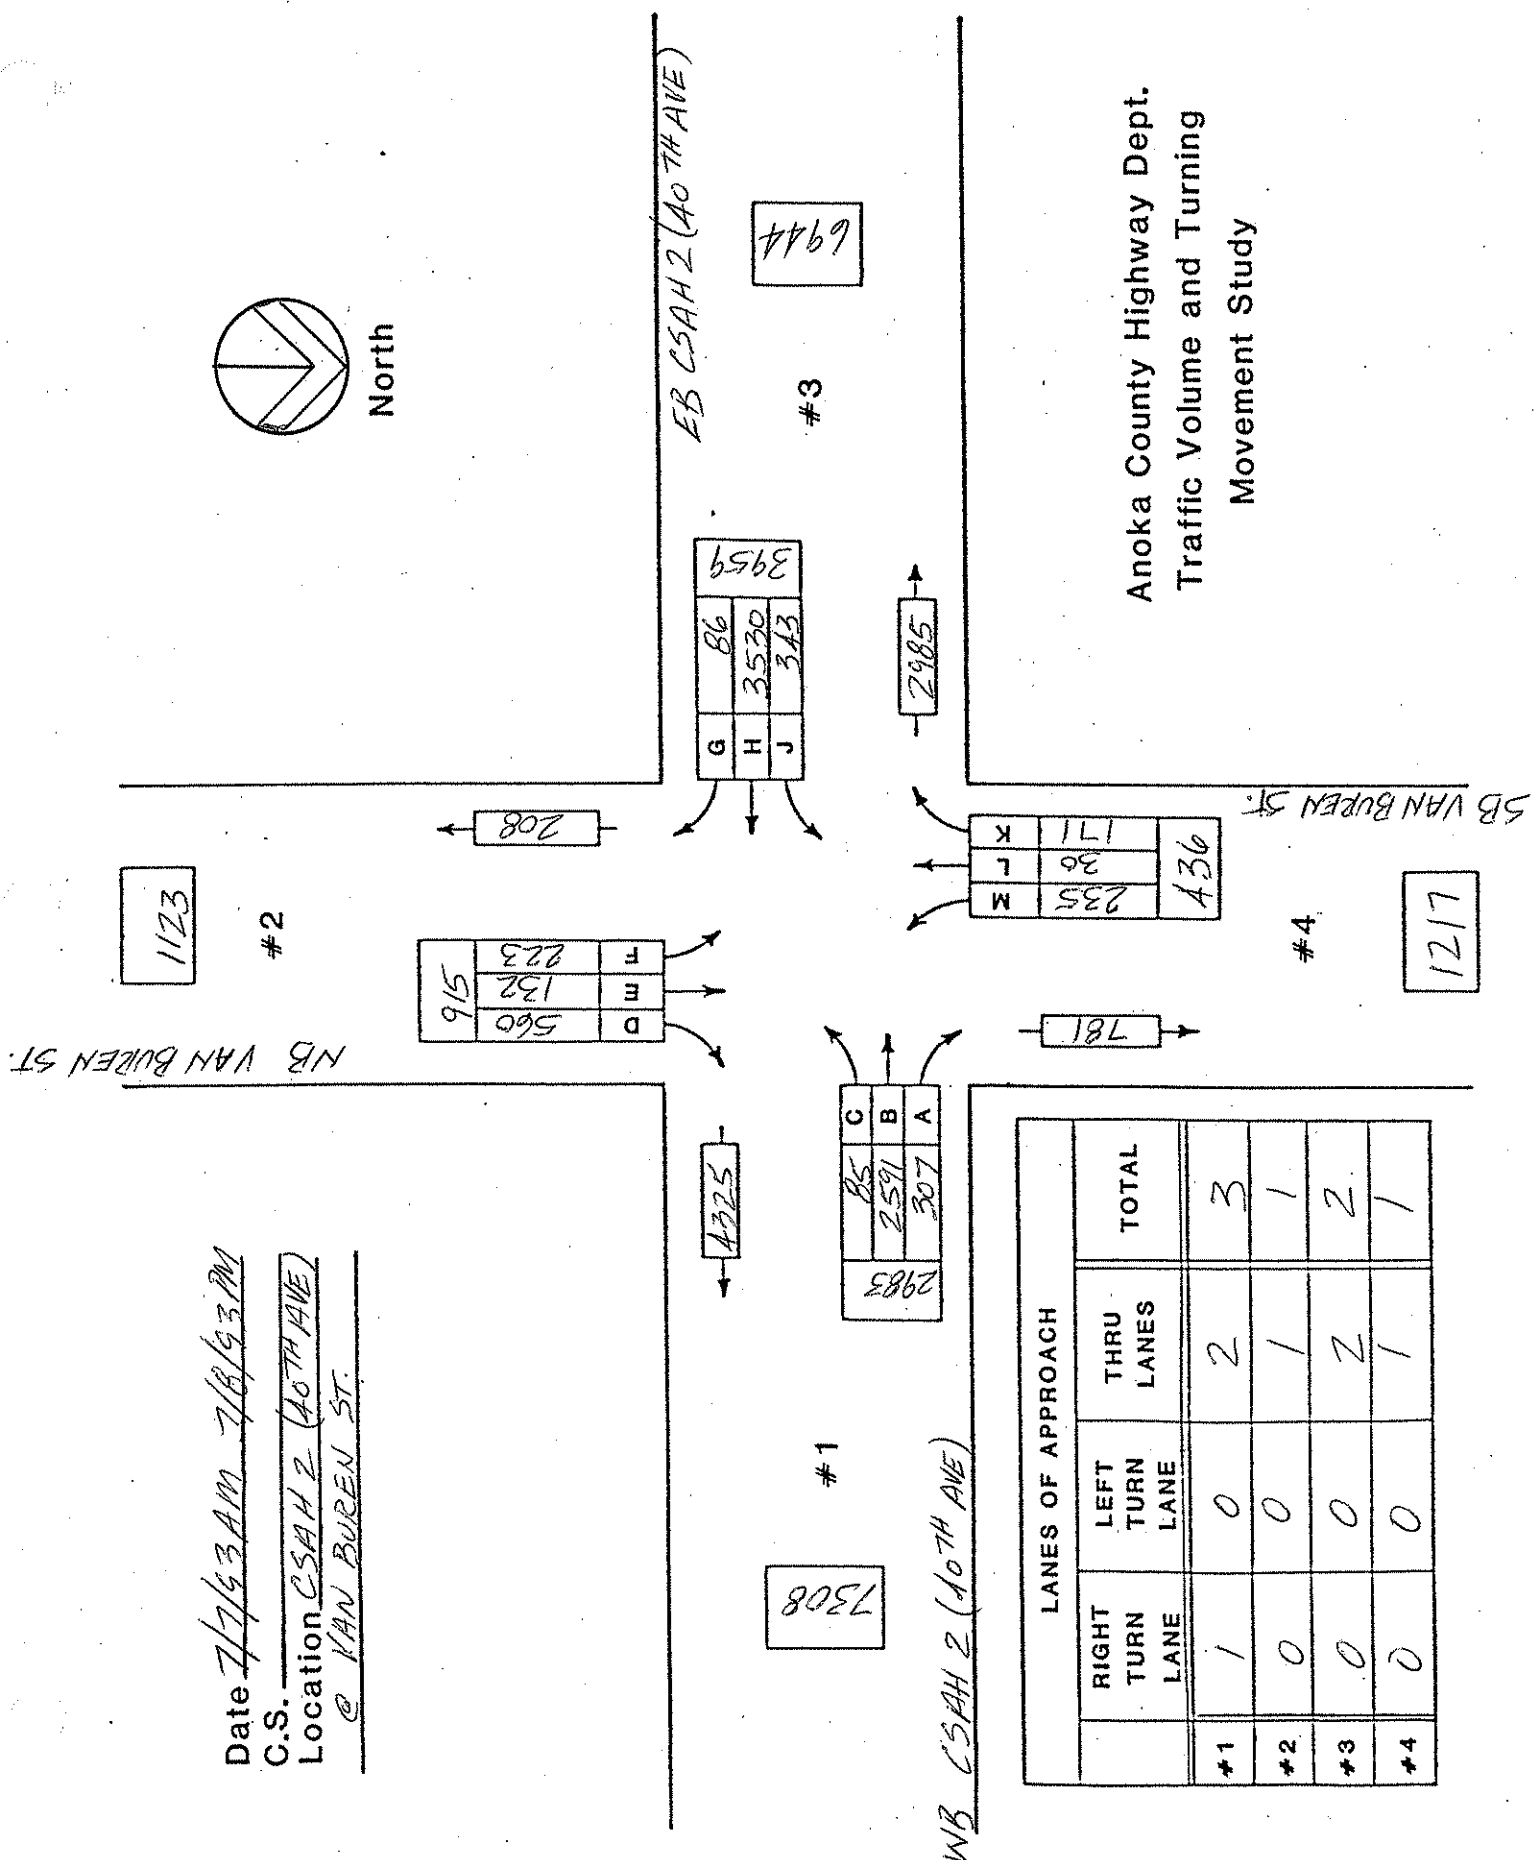 Date 7/7/93 AM 7/8/93 PM
C.S.
Location CSAH 2 (40TH AVE)
@ VAN BUREN ST.
North
NB VAN BUREN ST.
1123
#2
208
915
560 132 223
D E F
EB CSAH 2 (40TH AVE)
6944
#3
G 86
H 3530
J 343
3959
2985
4325
WB CSAH 2 (40TH AVE)
7308
#1
85 C
2591 B
307 A
2983
781
M L K
235 30 171
436
#4
1217
SB VAN BUREN ST.
LANES OF APPROACH
RIGHT TURN LANE LEFT TURN LANE THRU LANES TOTAL
#1 1 0 2 3
#2 0 0 1 1
#3 0 0 2 2
#4 0 0 1 1
Anoka County Highway Dept.
Traffic Volume and Turning
Movement Study